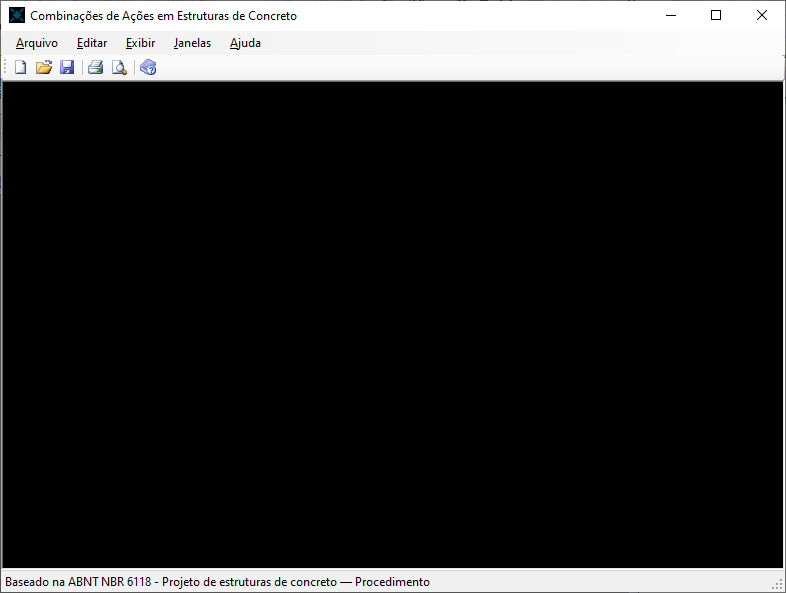 Combinações de Ações em Estruturas de Concreto
Arquivo Editar Exibir Janelas Ajuda
Baseado na ABNT NBR 6118 - Projeto de estruturas de concreto — Procedimento